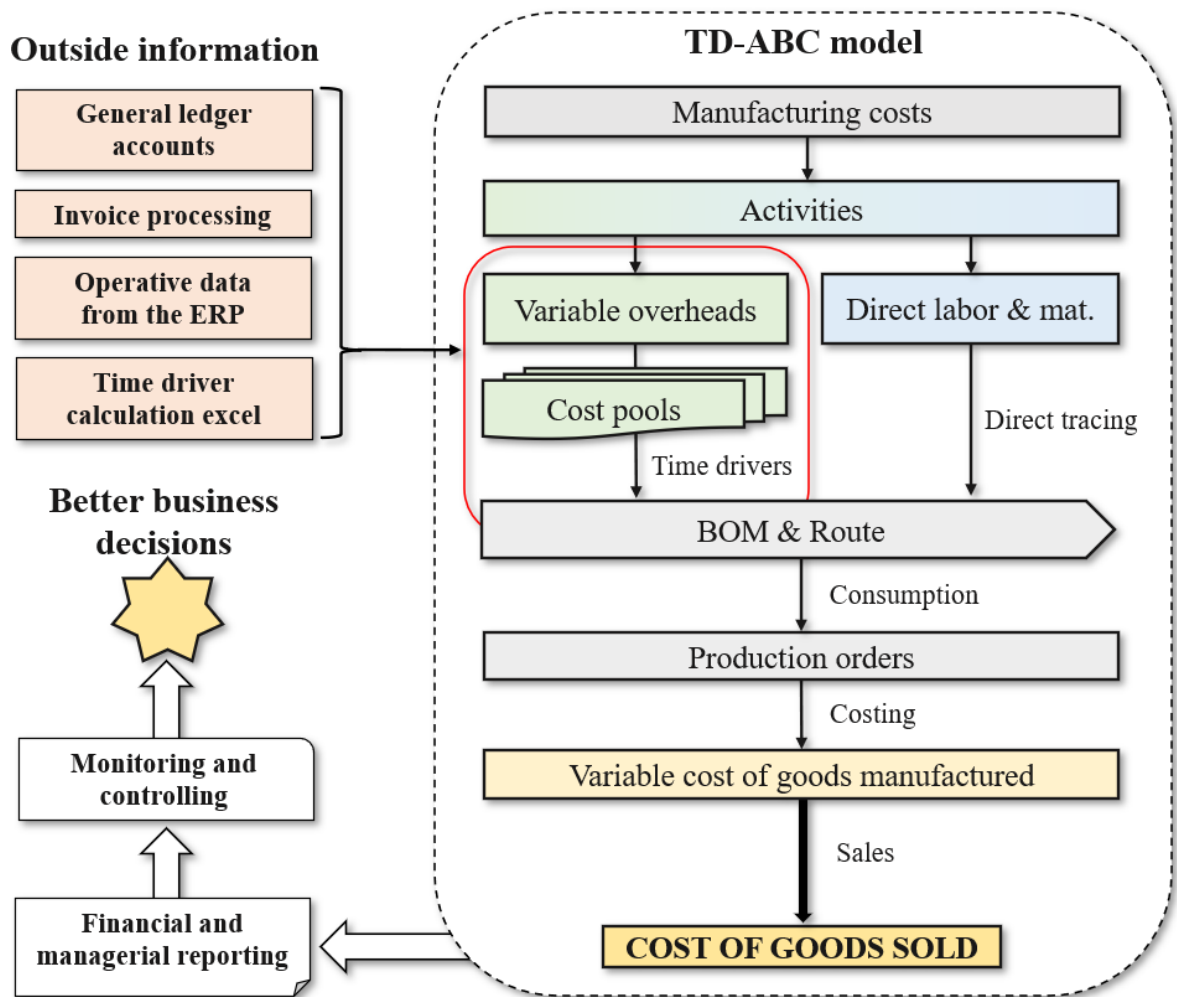 Outside information
General ledger
accounts
Invoice processing
Operative data
from the ERP
Time driver
calculation excel
Better business
decisions
Monitoring and
controlling
Financial and
managerial reporting
TD-ABC model
Manufacturing costs
Activities
Variable overheads
Direct labor & mat.
Cost pools
Direct tracing
Time drivers
BOM & Route
Consumption
Production orders
Costing
Variable cost of goods manufactured
Sales
COST OF GOODS SOLD